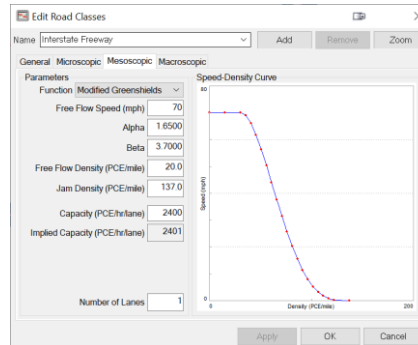 Edit Road Classes
Name Interstate Freeway Add Remove Zoom
General Microscopic Mesoscopic Macroscopic
Parameters
Function Modified Greenshields
Free Flow Speed (mph) 70
Alpha 1.6500
Beta 3.7000
Free Flow Density (PCE/mile) 20.0
Jam Density (PCE/mile) 137.0
Capacity (PCE/hr/lane) 2400
Implied Capacity (PCE/hr/lane) 2401
Number of Lanes 1
Speed-Density Curve
80
Speed (mph)
0
0 Density (PCE/mile) 200
Apply OK Cancel